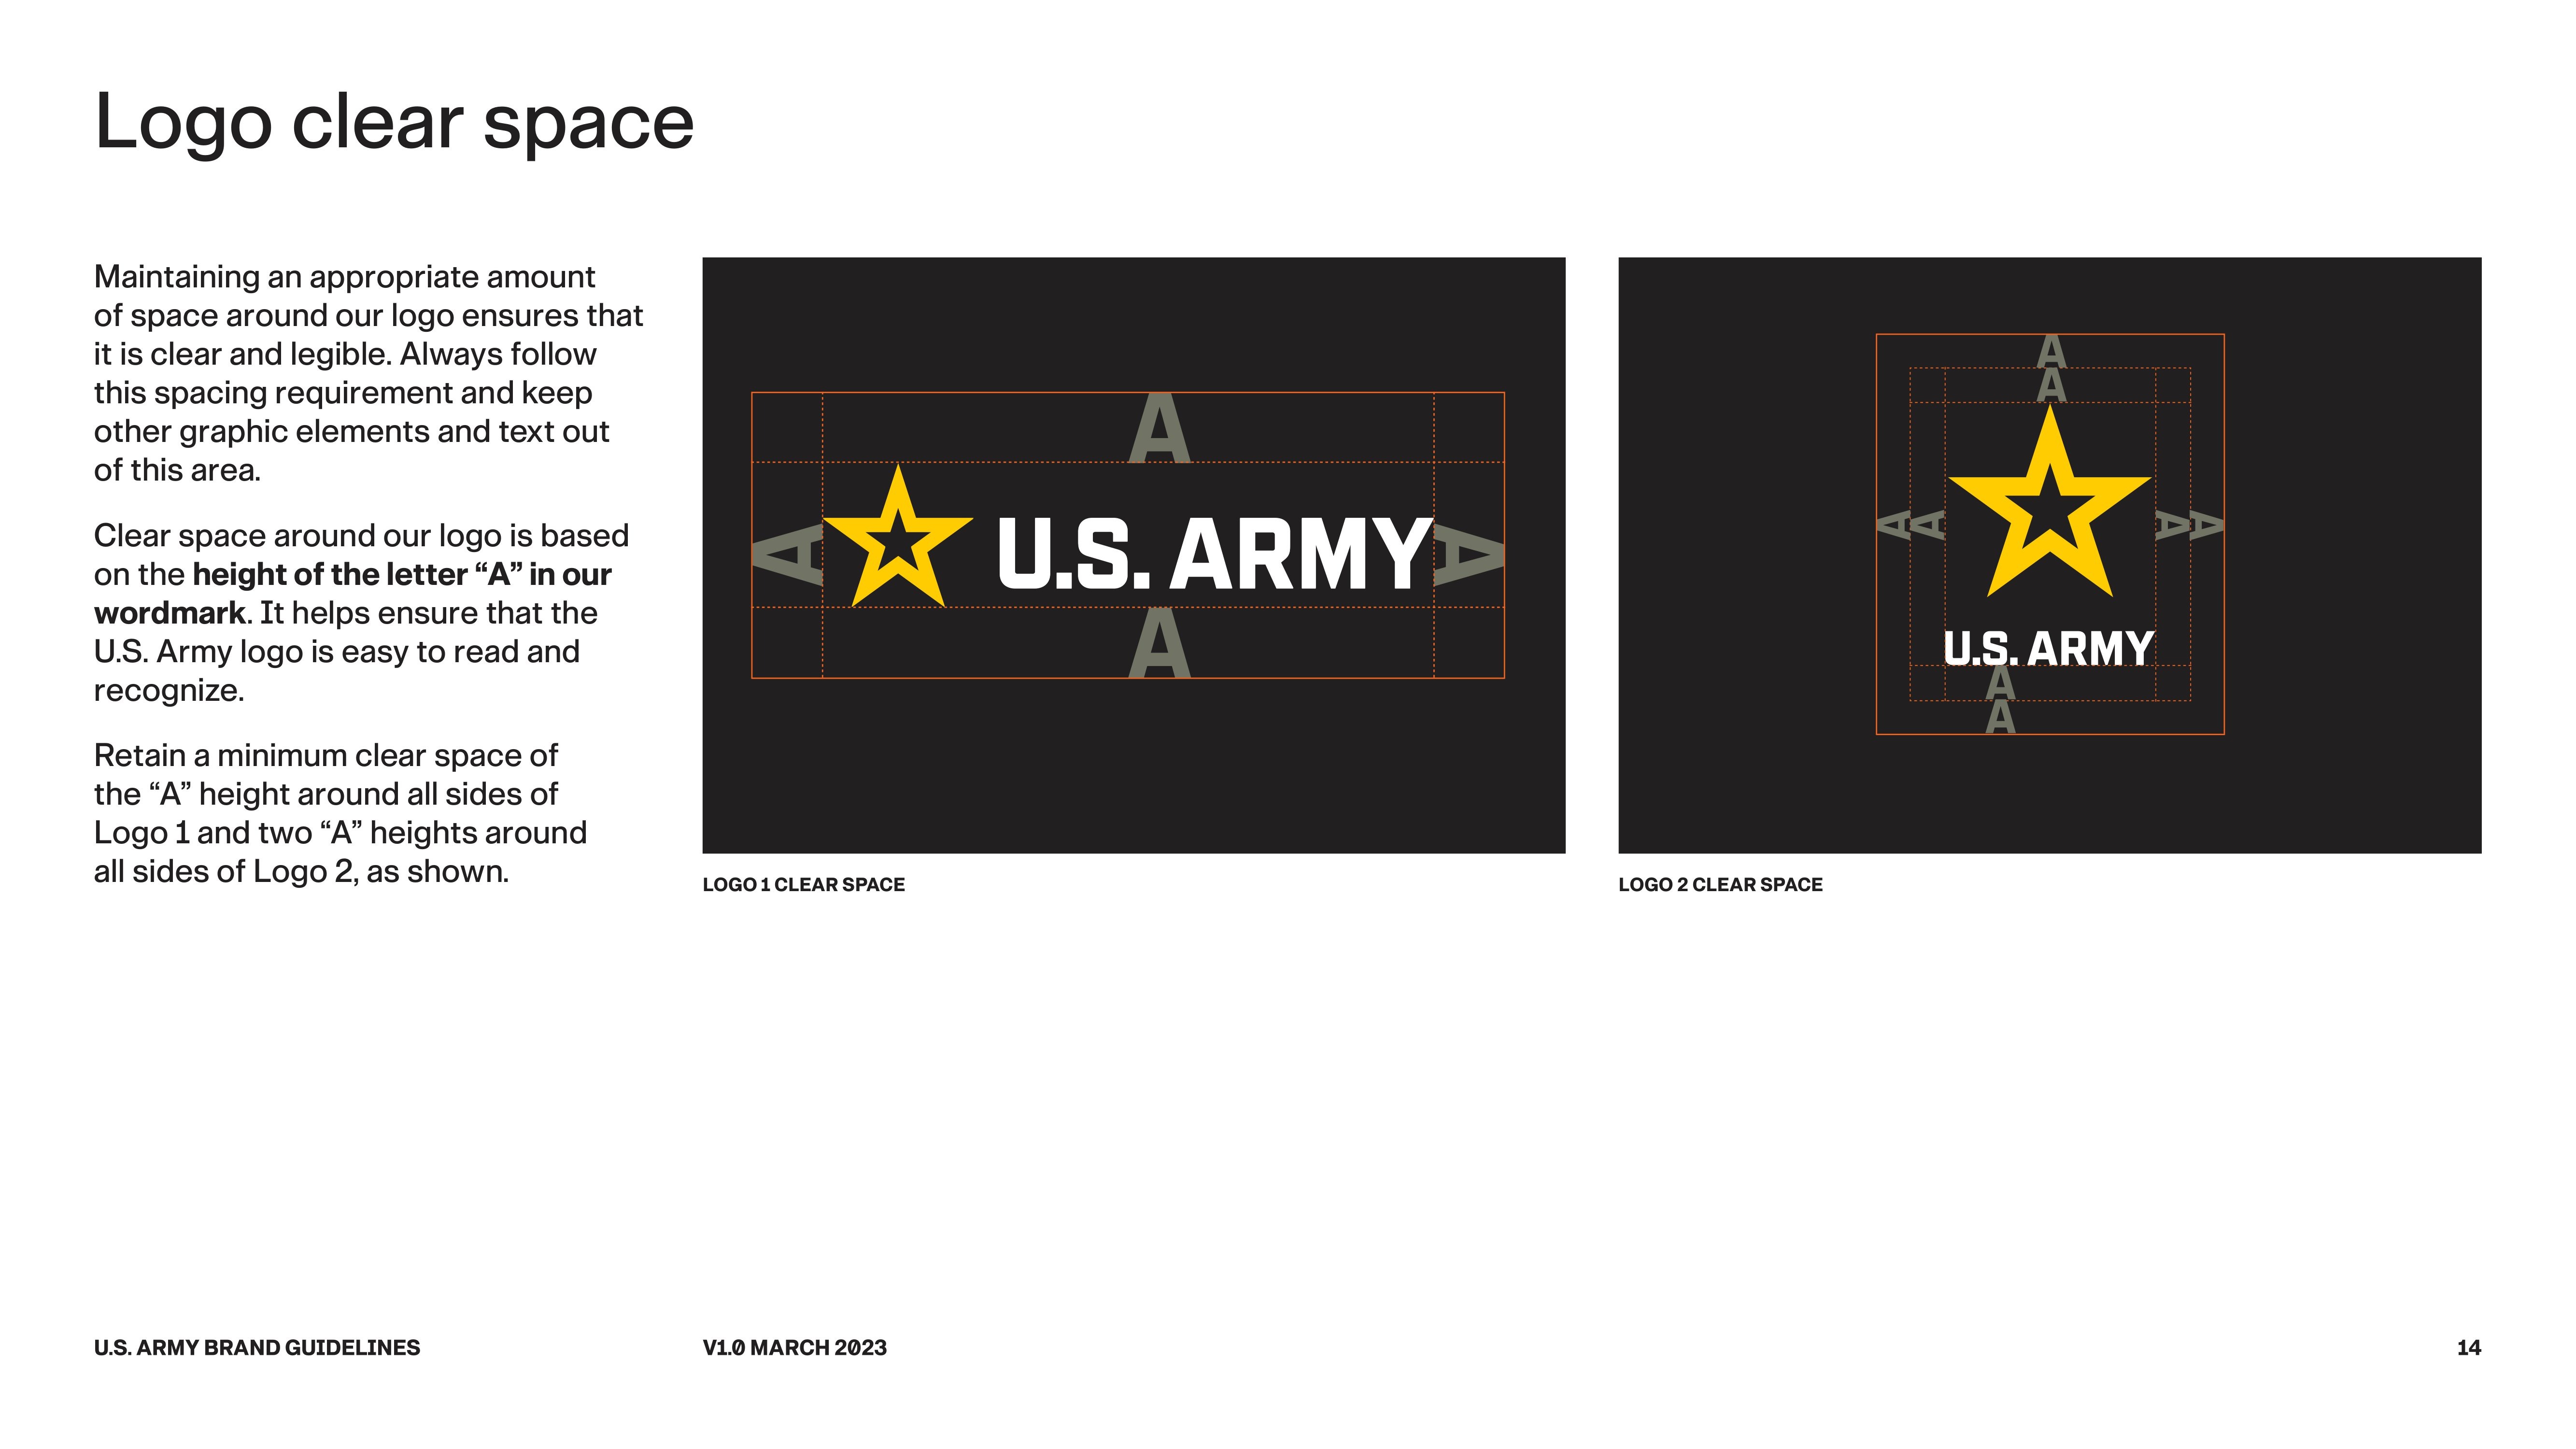 Logo clear space
Maintaining an appropriate amount
of space around our logo ensures that
it is clear and legible. Always follow
this spacing requirement and keep
other graphic elements and text out
of this area.
Clear space around our logo is based
on the height of the letter “A” in our
wordmark. It helps ensure that the
U.S. Army logo is easy to read and
recognize.
Retain a minimum clear space of
the “A” height around all sides of
Logo 1 and two “A” heights around
all sides of Logo 2, as shown.
A
A U.S. ARMY A
A
LOGO 1 CLEAR SPACE
A
A
A A A A
U.S. ARMY
A
A
LOGO 2 CLEAR SPACE
U.S. ARMY BRAND GUIDELINES
V1.0 MARCH 2023
14